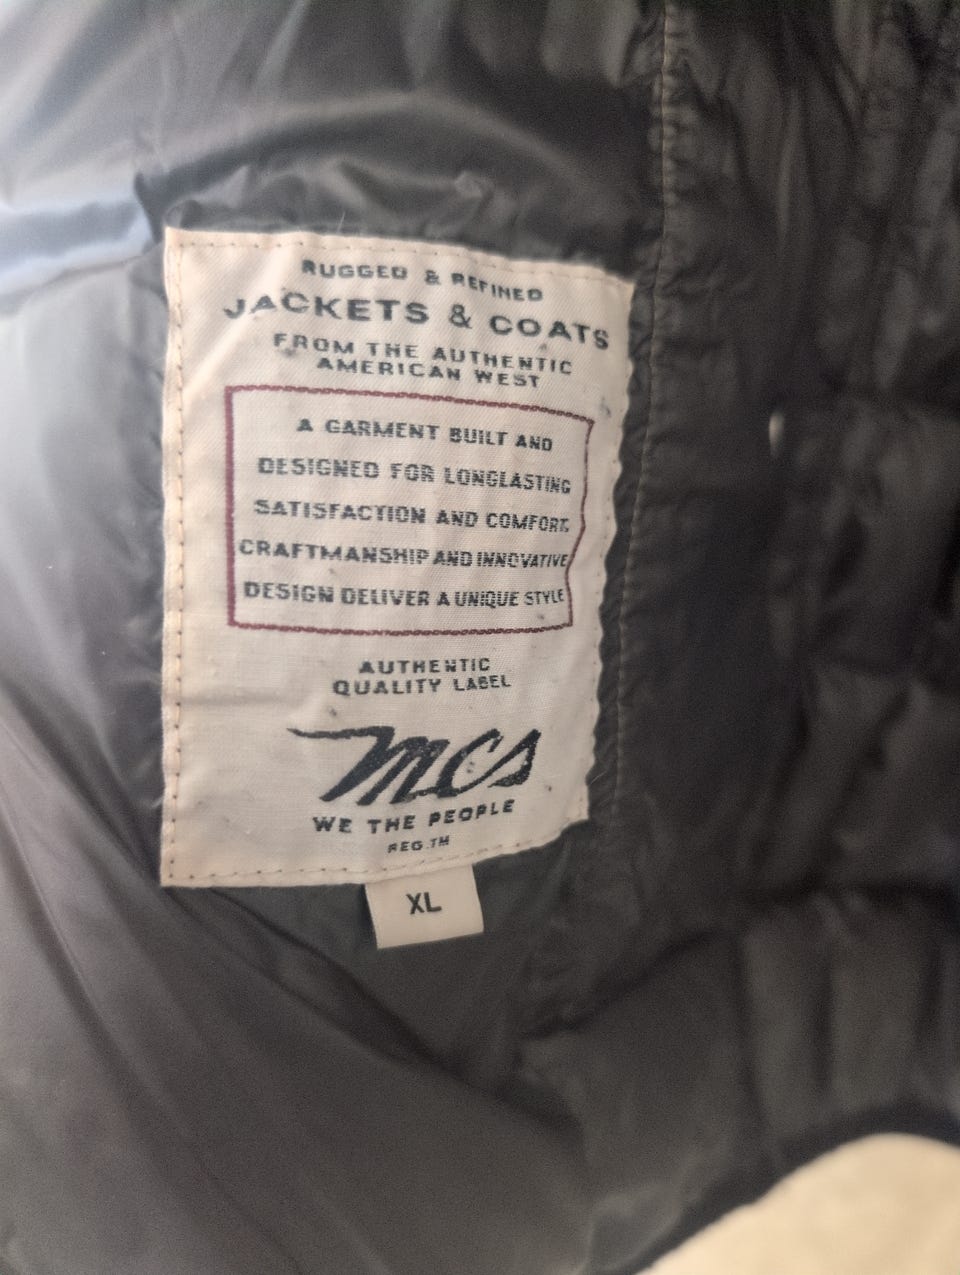 RUGGED & REFINED
JACKETS & COATS
FROM THE AUTHENTIC
AMERICAN WEST
A GARMENT BUILT AND
DESIGNED FOR LONGLASTING
SATISFACTION AND COMFORT,
CRAFTMANSHIP AND INNOVATIVE
DESIGN DELIVER A UNIQUE STYLE
AUTHENTIC
QUALITY LABEL
MCS
WE THE PEOPLE
REG.TM
XL